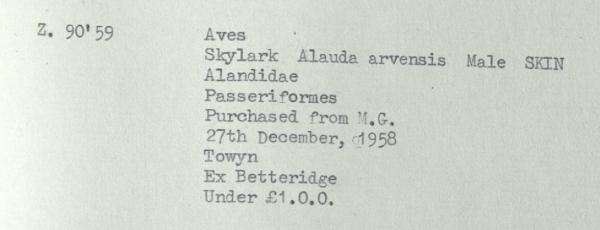 Z. 90'59 Aves
Skylark Alauda arvensis Male SKIN
Alandidae
Passeriformes
Purchased from M.G.
27th December, 1958
Towyn
Ex Betteridge
Under £1.0.0.